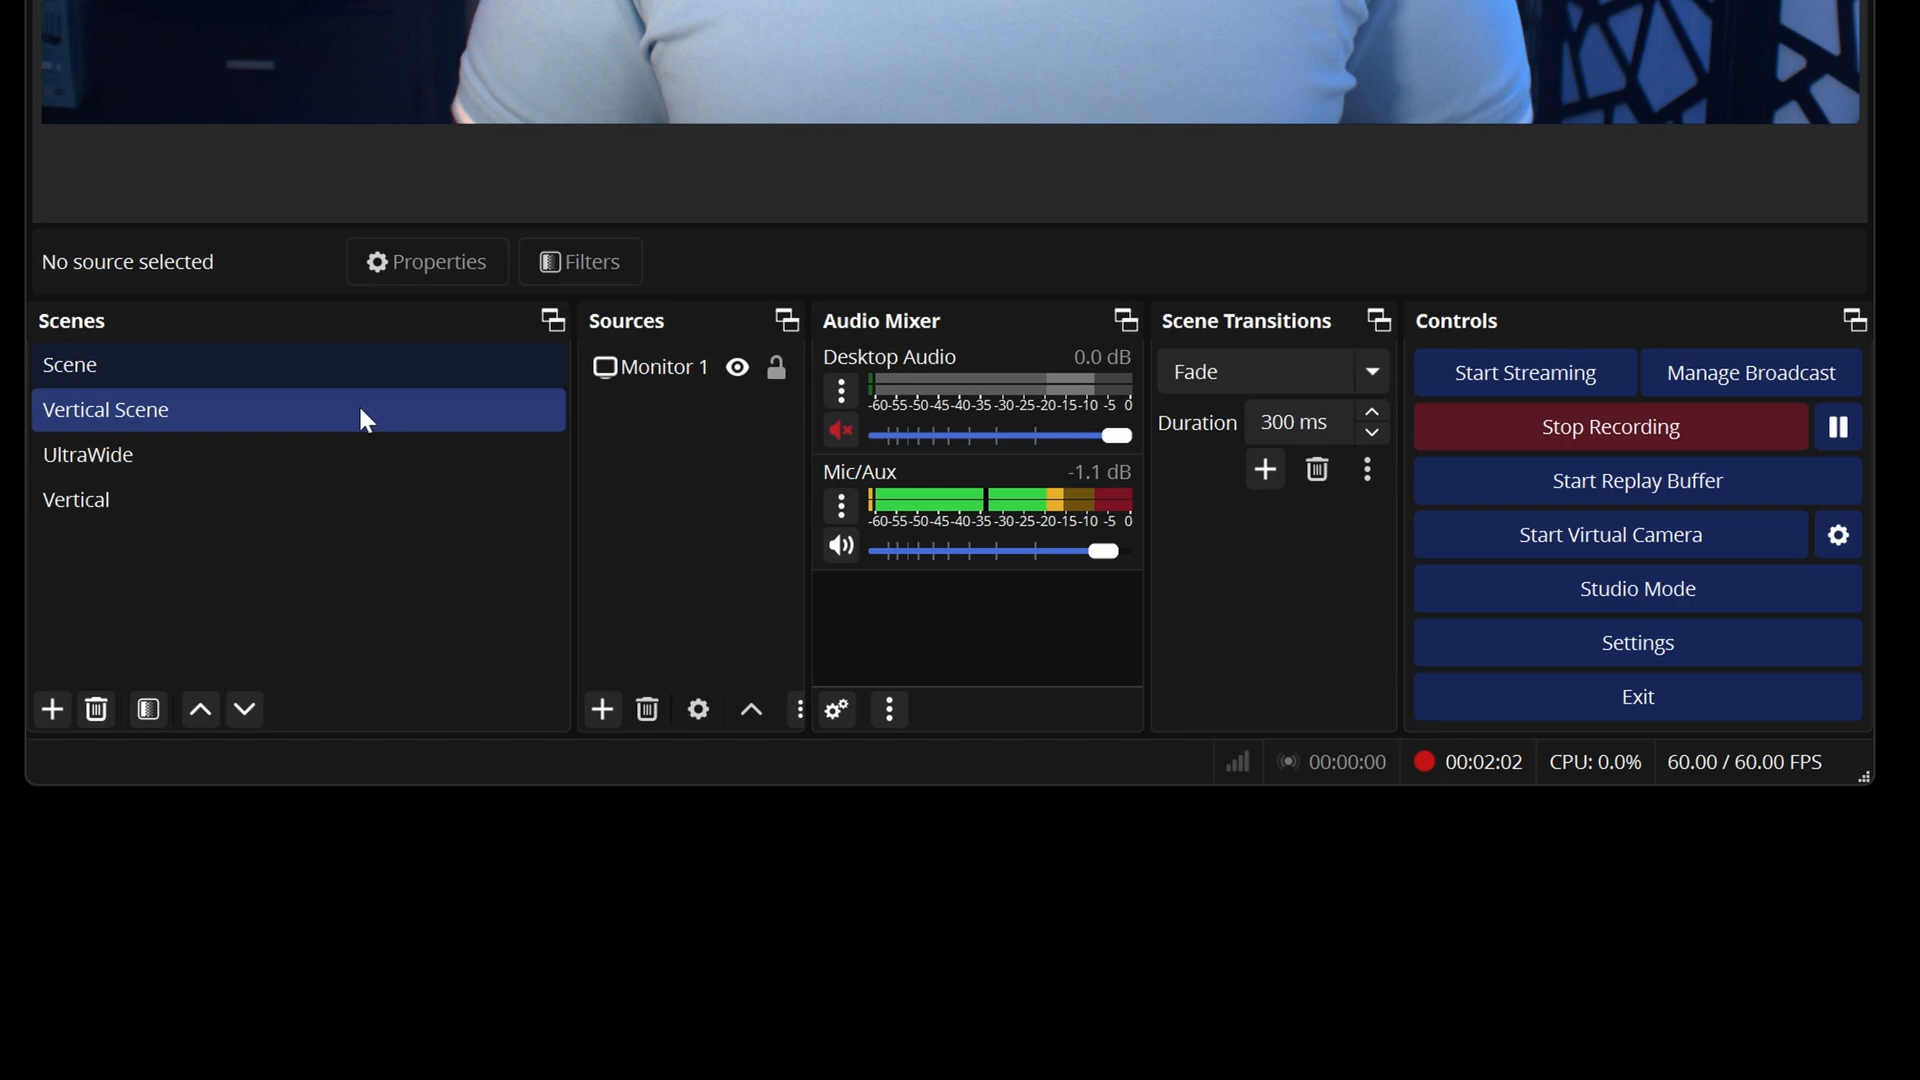 No source selected
Properties
Filters
Scenes
Scene
Vertical Scene
UltraWide
Vertical
Sources
Monitor 1
Audio Mixer
Desktop Audio 0.0 dB
-60-55-50-45-40-35-30-25-20-15-10 -5 0
Mic/Aux -1.1 dB
-60-55-50-45-40-35-30-25-20-15-10 -5 0
Scene Transitions
Fade
Duration 300 ms
Controls
Start Streaming
Manage Broadcast
Stop Recording
Start Replay Buffer
Start Virtual Camera
Studio Mode
Settings
Exit
00:00:00
00:02:02
CPU: 0.0%
60.00 / 60.00 FPS